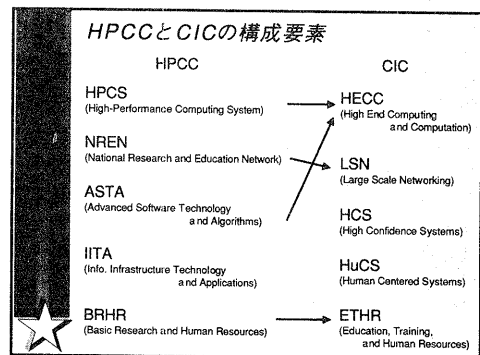 HPCCとCICの構成要素
HPCC
HPCS
(High-Performance Computing System)
NREN
(National Research and Education Network)
ASTA
(Advanced Software Technology
and Algorithms)
IITA
(Info. Infrastructure Technology
and Applications)
BRHR
(Basic Research and Human Resources)
CIC
HECC
(High End Computing
and Computation)
LSN
(Large Scale Networking)
HCS
(High Confidence Systems)
HuCS
(Human Centered Systems)
ETHR
(Education, Training,
and Human Resources)